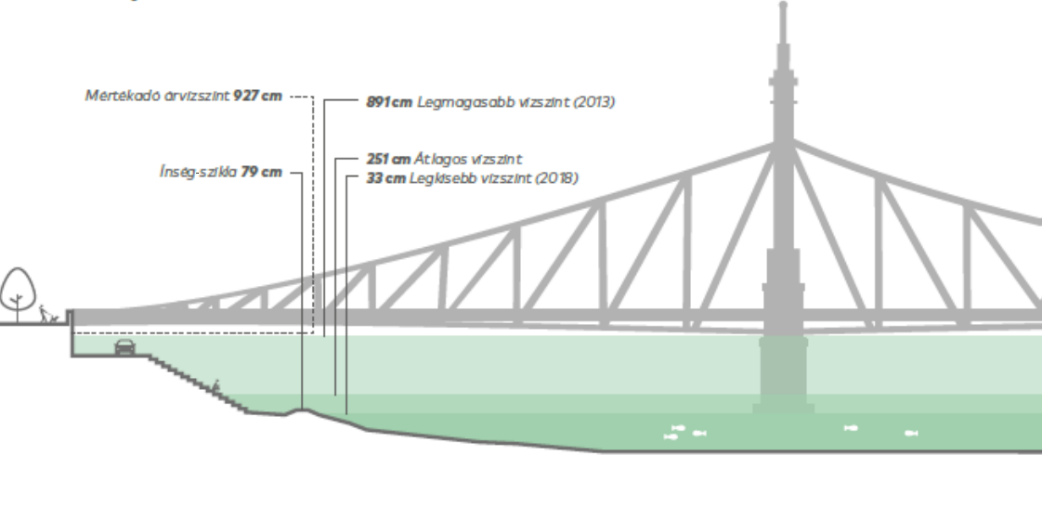 Mértékadó árvízszint 927 cm
891 cm Legmagasabb vízszint (2013)
251 cm Átlagos vízszint
Ínség-szikla 79 cm
33 cm Legkisebb vízszint (2018)